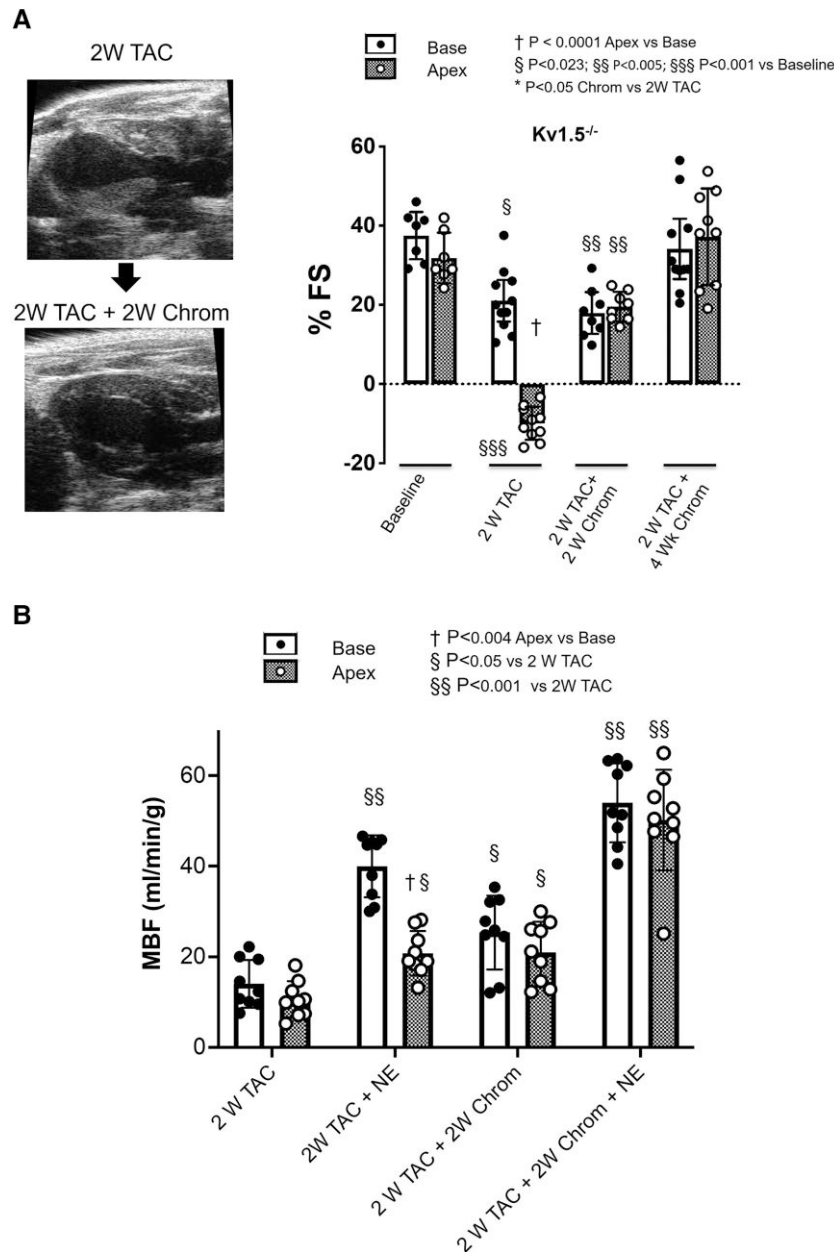 A
2W TAC
2W TAC + 2W Chrom
Base
Apex
† P < 0.0001 Apex vs Base
§ P<0.023; §§ P<0.005; §§§ P<0.001 vs Baseline
* P<0.05 Chrom vs 2W TAC
Kv1.5-/-
% FS
60
40
20
0
-20
§
†
§§§
§§ §§
Baseline
2 W TAC
2 W TAC+
2 W Chrom
2 W TAC +
4 Wk Chrom
B
Base
Apex
† P<0.004 Apex vs Base
§ P<0.05 vs 2 W TAC
§§ P<0.001 vs 2W TAC
MBF (ml/min/g)
60
40
20
0
§§
† §
§
§
§§
§§
2 W TAC
2W TAC + NE
2 W TAC + 2W Chrom
2 W TAC + 2W Chrom + NE